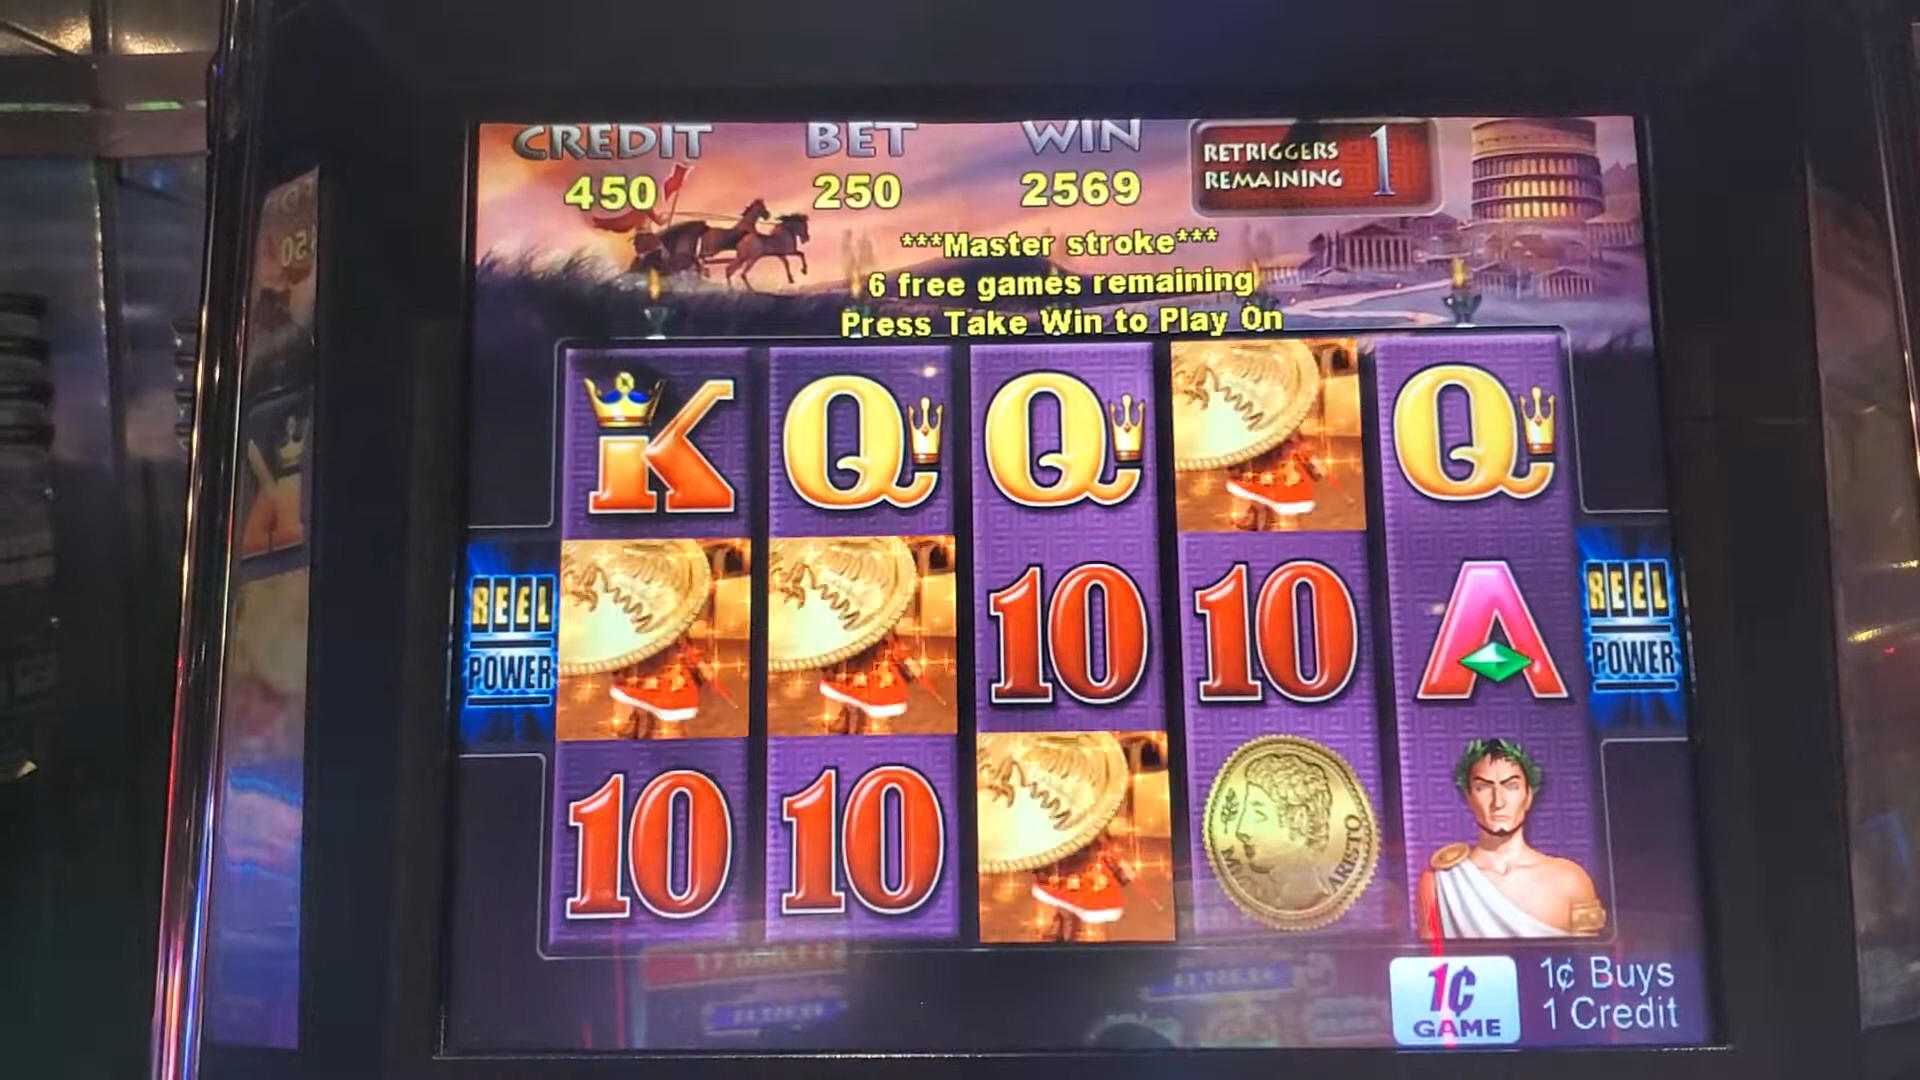 CREDIT BET WIN
450 250 2569
RETRIGGERS REMAINING 1
***Master stroke***
6 free games remaining
Press Take Win to Play On
K Q Q Q
REEL POWER
10 10 A
REEL POWER
10 10
ARISTO
1¢ GAME
1¢ Buys
1 Credit